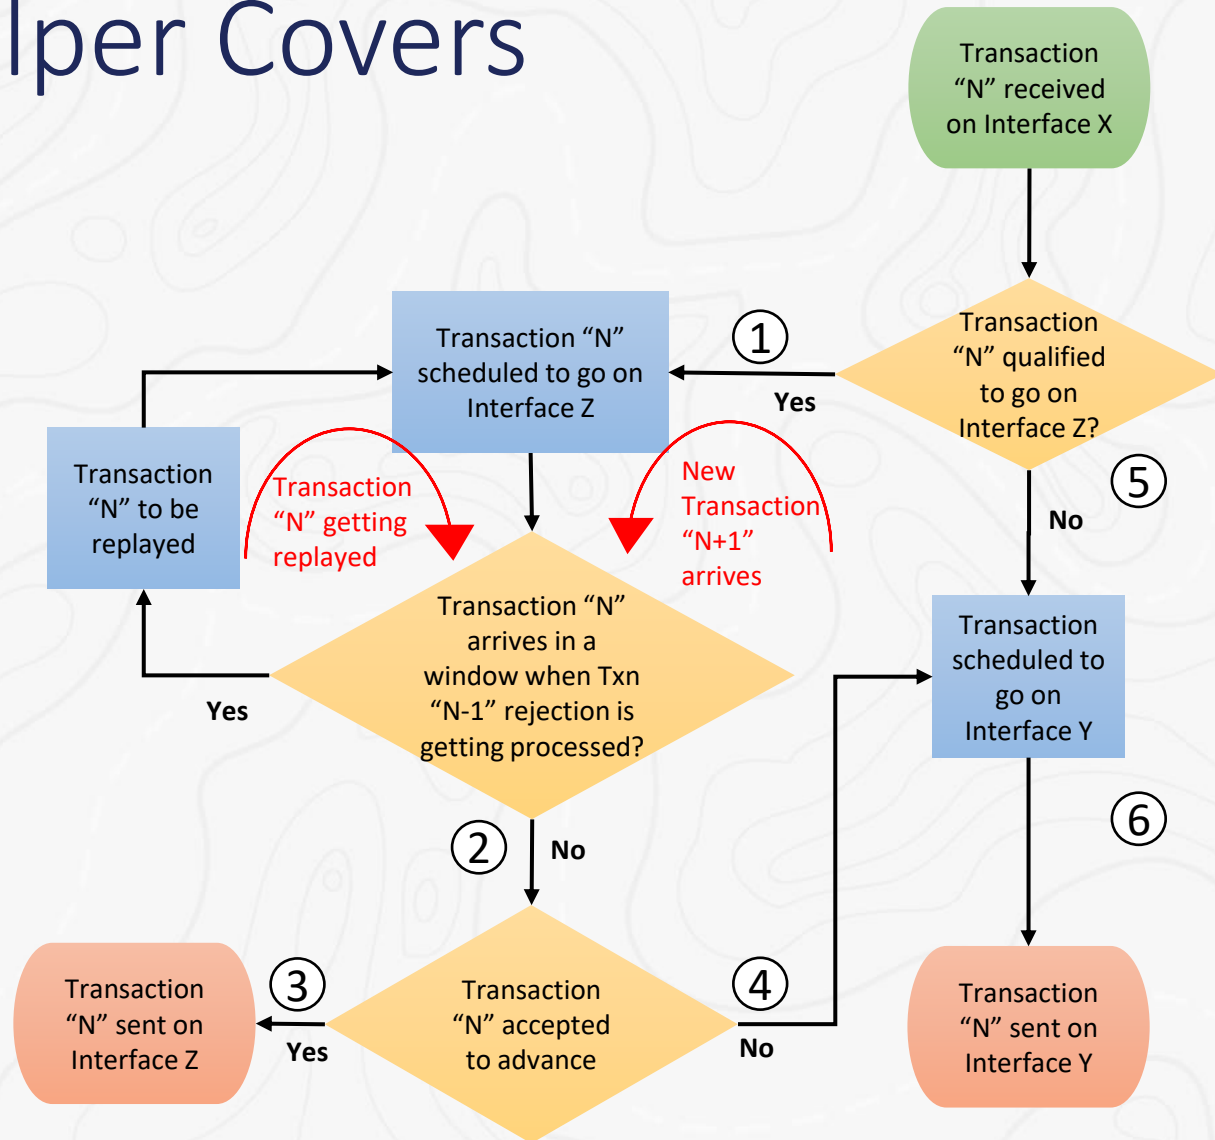 lper Covers
Transaction
“N” received
on Interface X
Transaction
“N” qualified
to go on
Interface Z?
1
Yes
Transaction “N”
scheduled to go on
Interface Z
5
No
Transaction
“N” to be
replayed
Transaction
“N” getting
replayed
New
Transaction
“N+1”
arrives
Transaction “N”
arrives in a
window when Txn
“N-1” rejection is
getting processed?
Yes
Transaction
scheduled to
go on
Interface Y
2
No
6
Transaction
“N” accepted
to advance
3
Yes
4
No
Transaction
“N” sent on
Interface Z
Transaction
“N” sent on
Interface Y